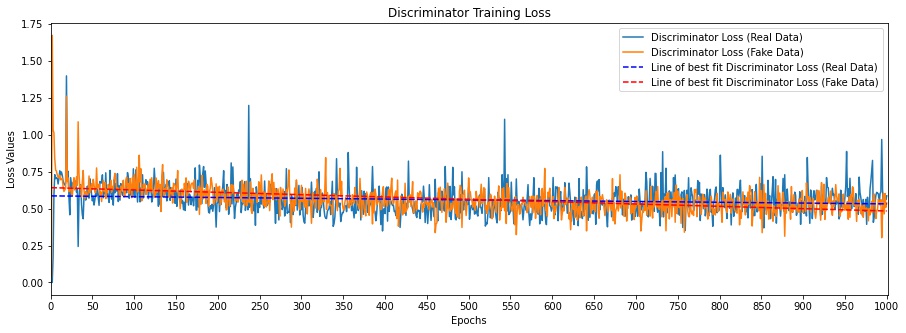 Discriminator Training Loss
Discriminator Loss (Real Data)
Discriminator Loss (Fake Data)
Line of best fit Discriminator Loss (Real Data)
Line of best fit Discriminator Loss (Fake Data)
Loss Values
1.75
1.50
1.25
1.00
0.75
0.50
0.25
0.00
0 50 100 150 200 250 300 350 400 450 500 550 600 650 700 750 800 850 900 950 1000
Epochs